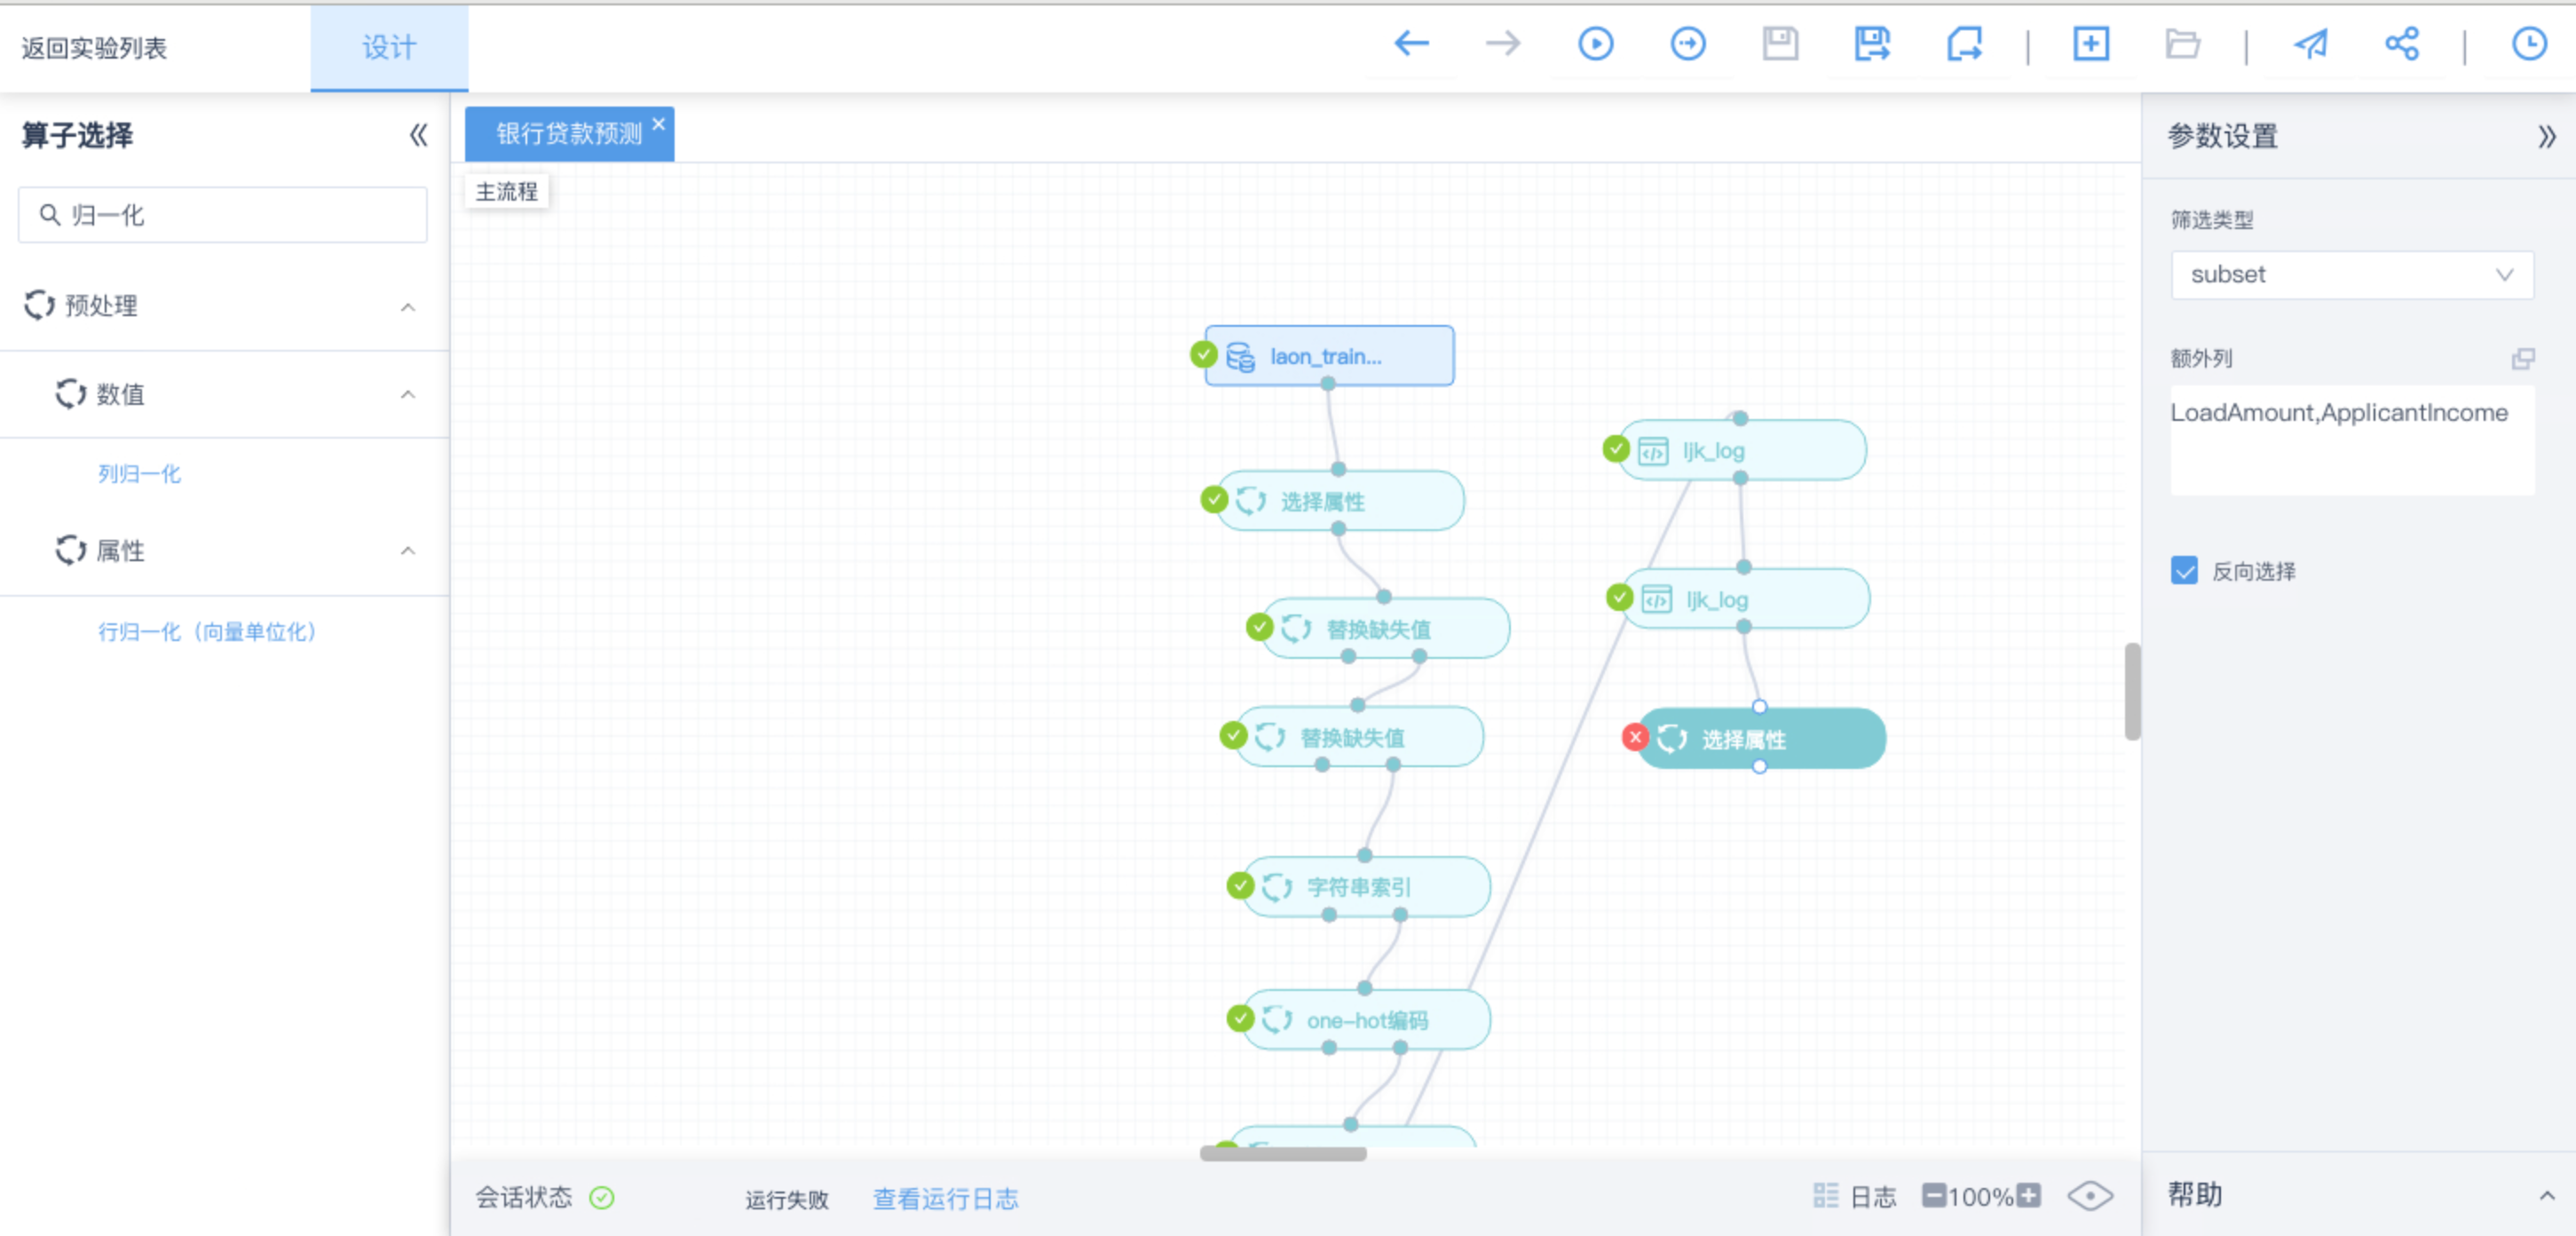 返回实验列表
设计
算子选择
归一化
预处理
数值
列归一化
属性
行归一化（向量单位化）
银行贷款预测
主流程
laon_train...
选择属性
替换缺失值
替换缺失值
字符串索引
one-hot编码
ljk_log
ljk_log
选择属性
会话状态
运行失败
查看运行日志
日志
100%
参数设置
筛选类型
subset
额外列
LoadAmount,ApplicantIncome
反向选择
帮助